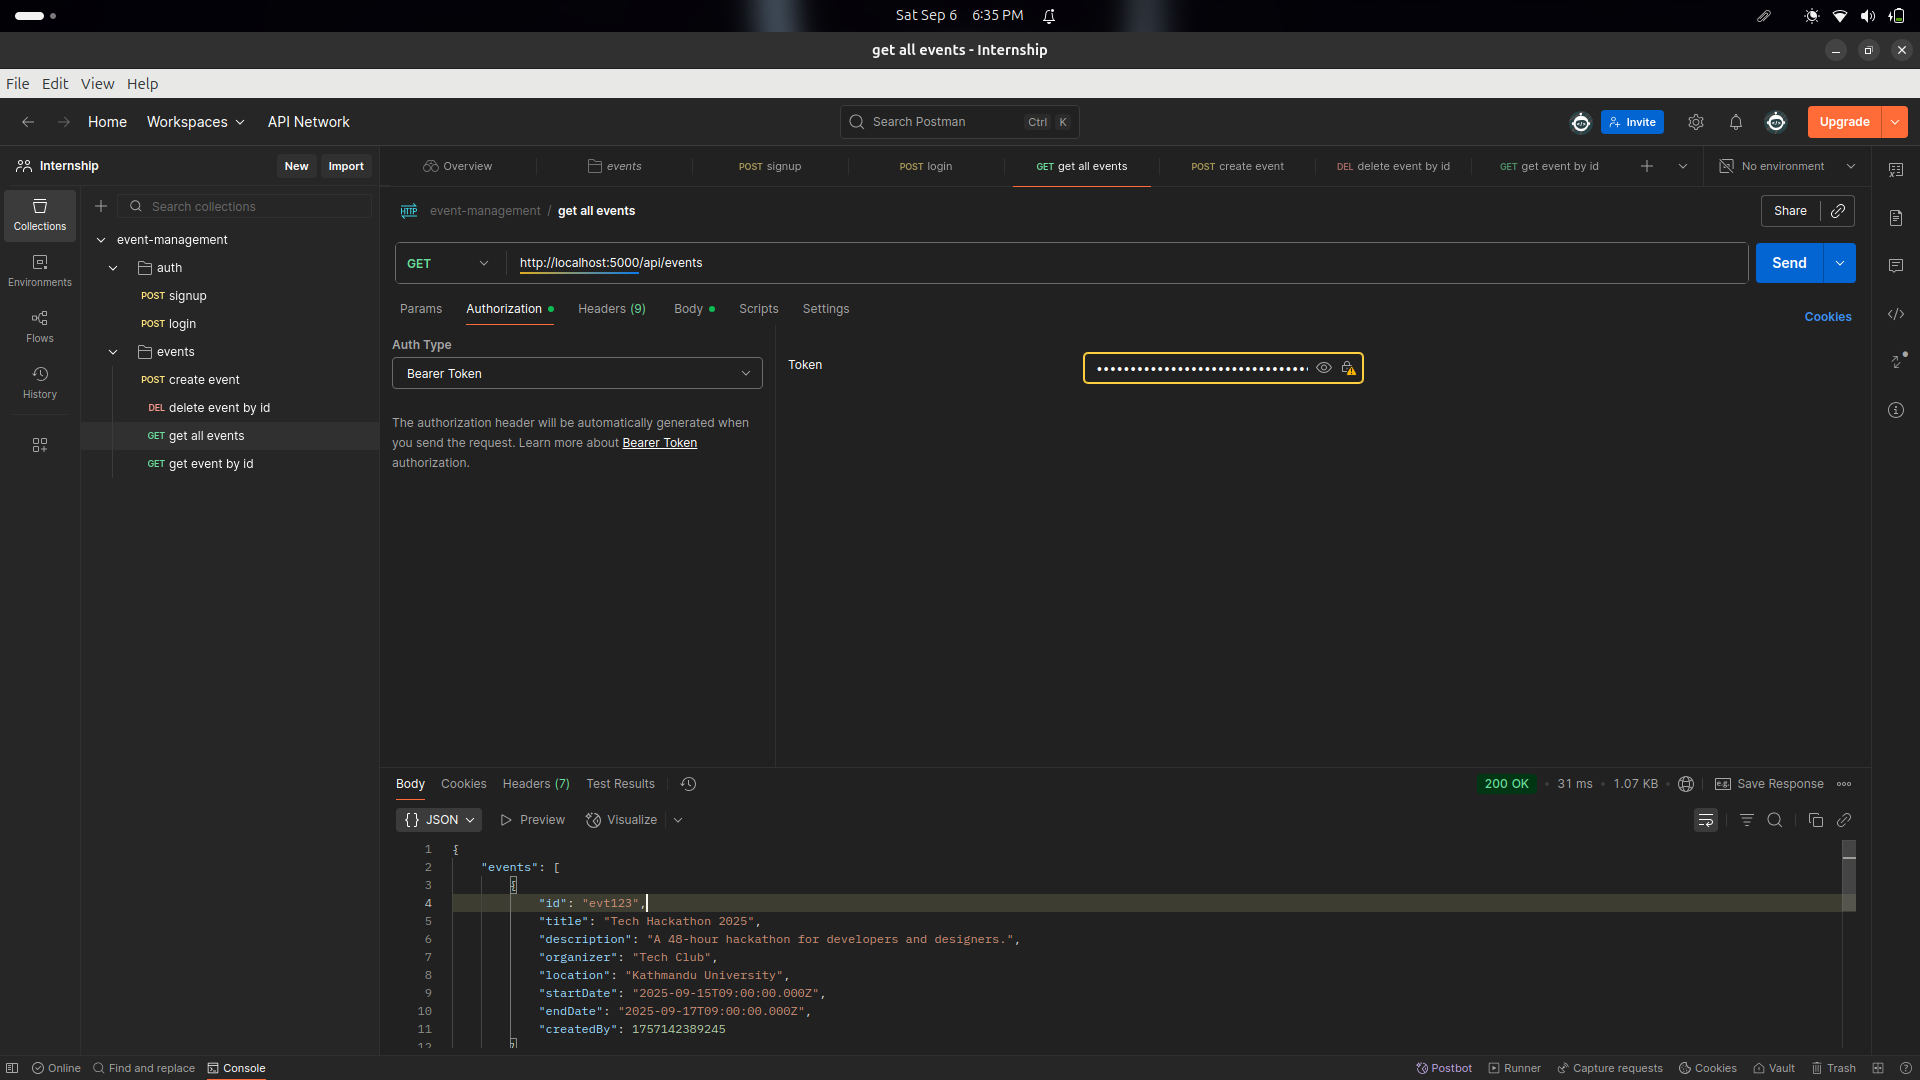 Sat Sep 6 6:35 PM
get all events - Internship
File Edit View Help
Home Workspaces API Network
Search Postman Ctrl K
Invite
Upgrade
Internship
New Import
Overview
events
POST signup
POST login
GET get all events
POST create event
DEL delete event by id
GET get event by id
No environment
Collections
Environments
Flows
History
Search collections
event-management
auth
POST signup
POST login
events
POST create event
DEL delete event by id
GET get all events
GET get event by id
HTTP event-management / get all events
Share
GET http://localhost:5000/api/events
Send
Params Authorization Headers (9) Body Scripts Settings
Cookies
Auth Type
Bearer Token
The authorization header will be automatically generated when
you send the request. Learn more about Bearer Token
authorization.
Token
Body Cookies Headers (7) Test Results
200 OK • 31 ms • 1.07 KB
e.g. Save Response
{} JSON Preview Visualize
1 {
2 "events": [
3 {
4 "id": "evt123",
5 "title": "Tech Hackathon 2025",
6 "description": "A 48-hour hackathon for developers and designers.",
7 "organizer": "Tech Club",
8 "location": "Kathmandu University",
9 "startDate": "2025-09-15T09:00:00.000Z",
10 "endDate": "2025-09-17T09:00:00.000Z",
11 "createdBy": 1757142389245
12 }
Online Find and replace Console
Postbot Runner Capture requests Cookies Vault Trash